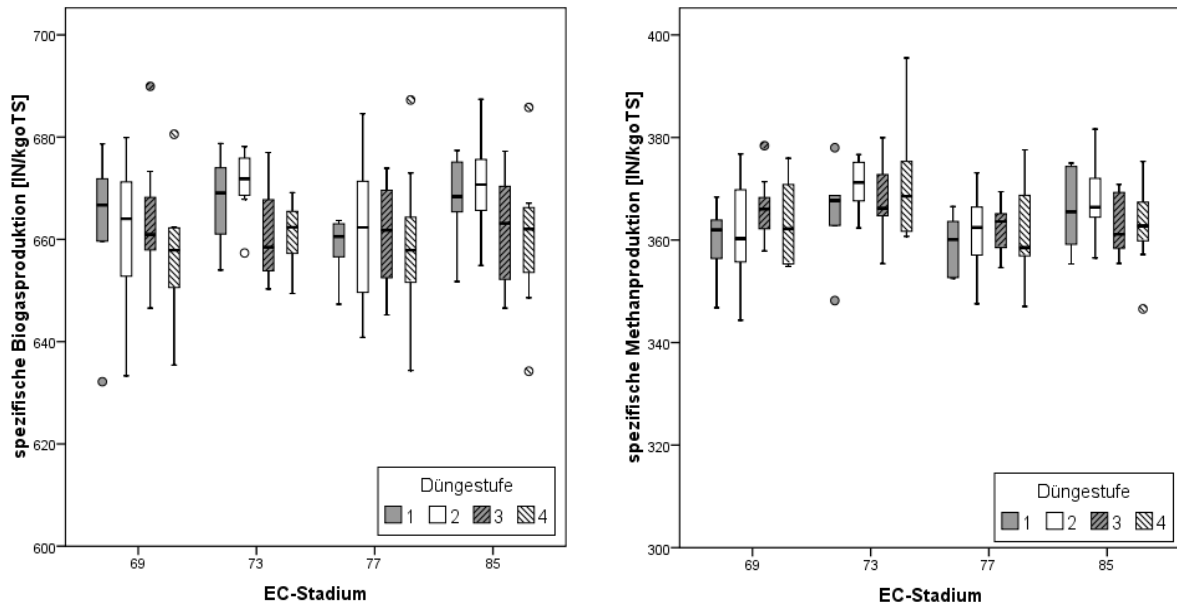 spezifische Biogasproduktion [lN/kgoTS]
700
680
660
640
620
600
69 73 77 85
EC-Stadium
Düngestufe
1 2 3 4
spezifische Methanproduktion [lN/kgoTS]
400
380
360
340
320
300
69 73 77 85
EC-Stadium
Düngestufe
1 2 3 4